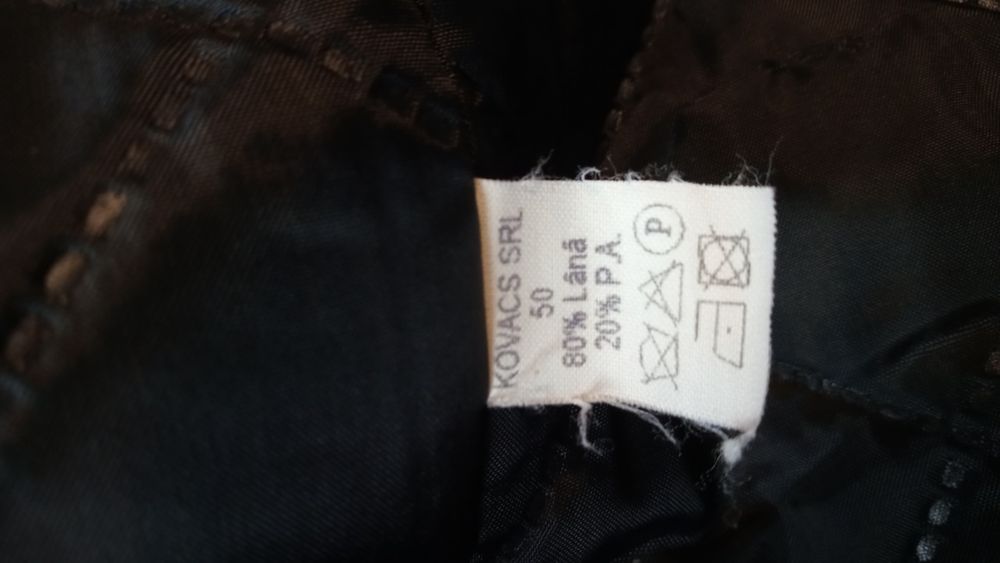 KOVACS SRL
50
80% Lână
20% P.A.
P